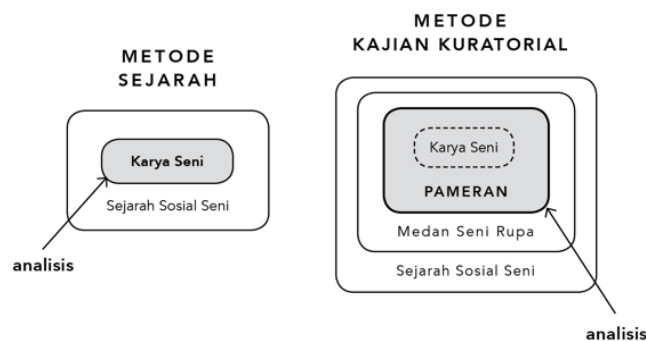 METODE
SEJARAH
Karya Seni
Sejarah Sosial Seni
analisis
METODE
KAJIAN KURATORIAL
Karya Seni
PAMERAN
Medan Seni Rupa
Sejarah Sosial Seni
analisis